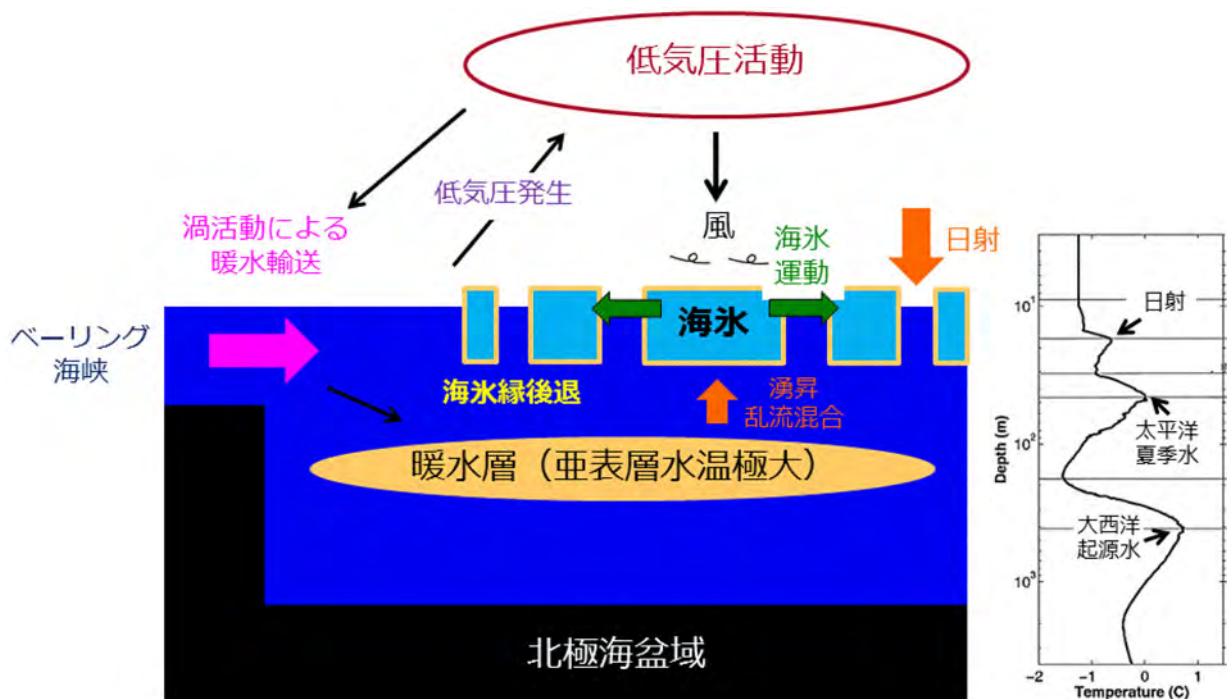 低気圧活動
低気圧発生
渦活動による
暖水輸送
風
海氷
運動
日射
ベーリング
海峡
海氷
海氷縁後退
湧昇
乱流混合
暖水層（亜表層水温極大）
北極海盆域
日射
太平洋
夏季水
大西洋
起源水
Depth (m)
10¹
10²
10³
-2 -1 0 1
Temperature (C)